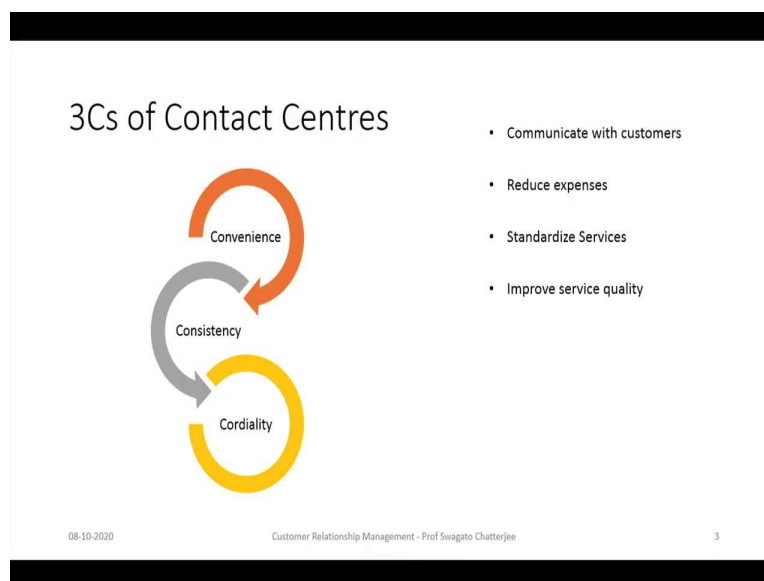 3Cs of Contact Centres
Convenience
Consistency
Cordiality
• Communicate with customers
• Reduce expenses
• Standardize Services
• Improve service quality
08-10-2020
Customer Relationship Management - Prof Swagato Chatterjee
3